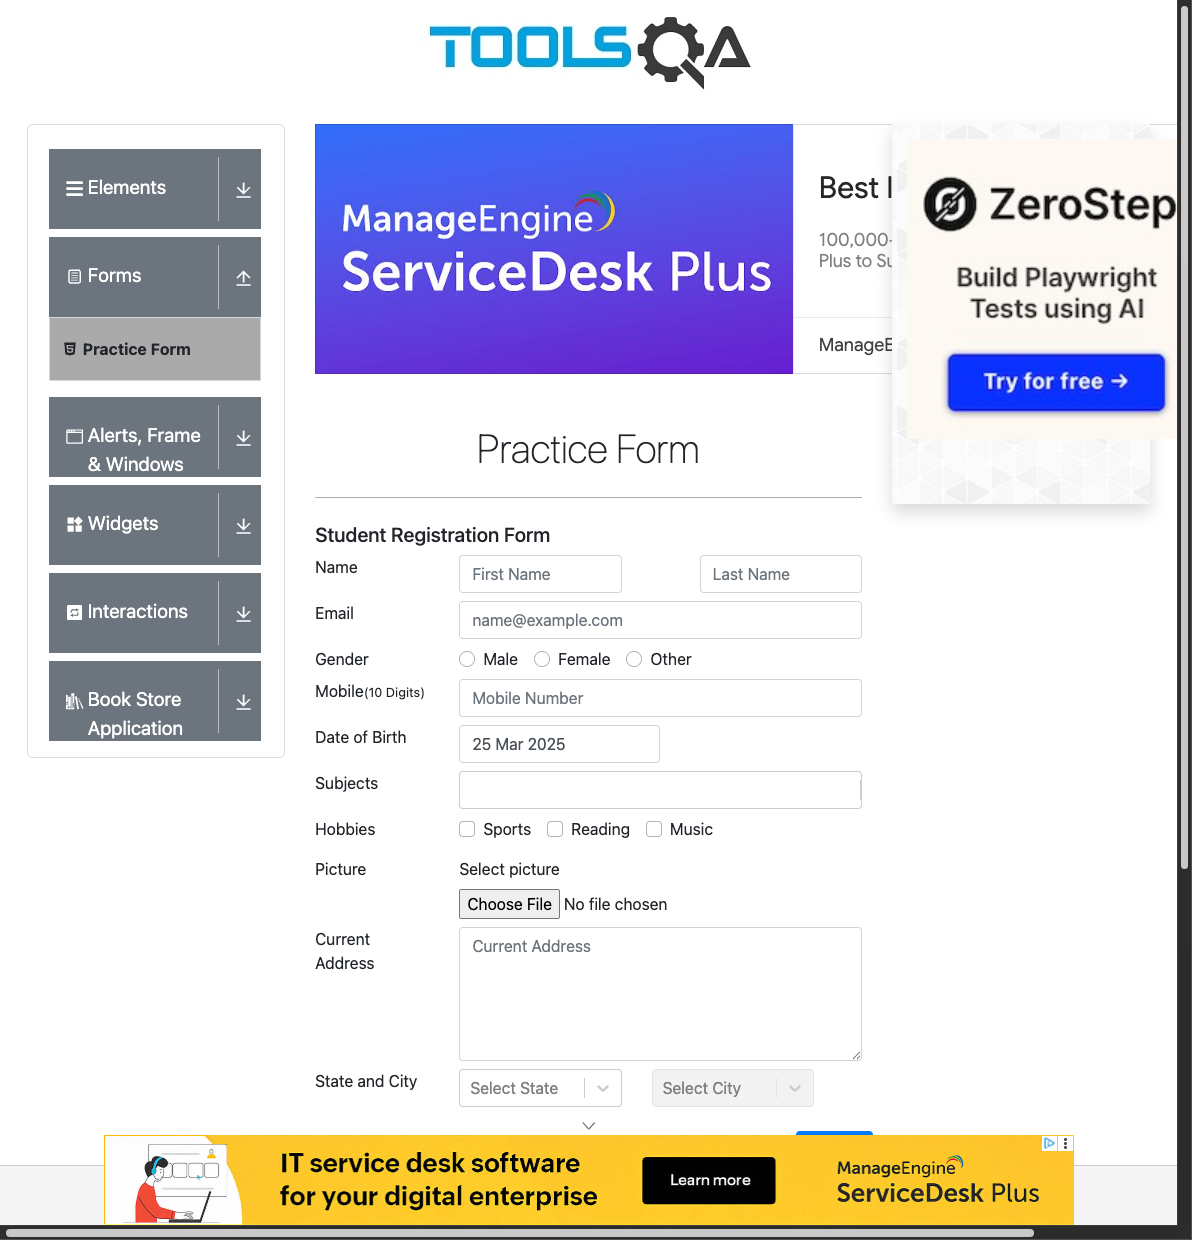 TOOLSQA
Elements
Forms
Practice Form
Alerts, Frame
& Windows
Widgets
Interactions
Book Store
Application
ManageEngine
ServiceDesk Plus
Best
100,000-
Plus to
ManageE
ZeroStep
Build Playwright
Tests using AI
Try for free →
Practice Form
Student Registration Form
Name
First Name
Last Name
Email
name@example.com
Gender
Male
Female
Other
Mobile(10 Digits)
Mobile Number
Date of Birth
25 Mar 2025
Subjects
Hobbies
Sports
Reading
Music
Picture
Select picture
Choose File No file chosen
Current
Address
Current Address
State and City
Select State
Select City
IT service desk software
for your digital enterprise
Learn more
ManageEngine
ServiceDesk Plus